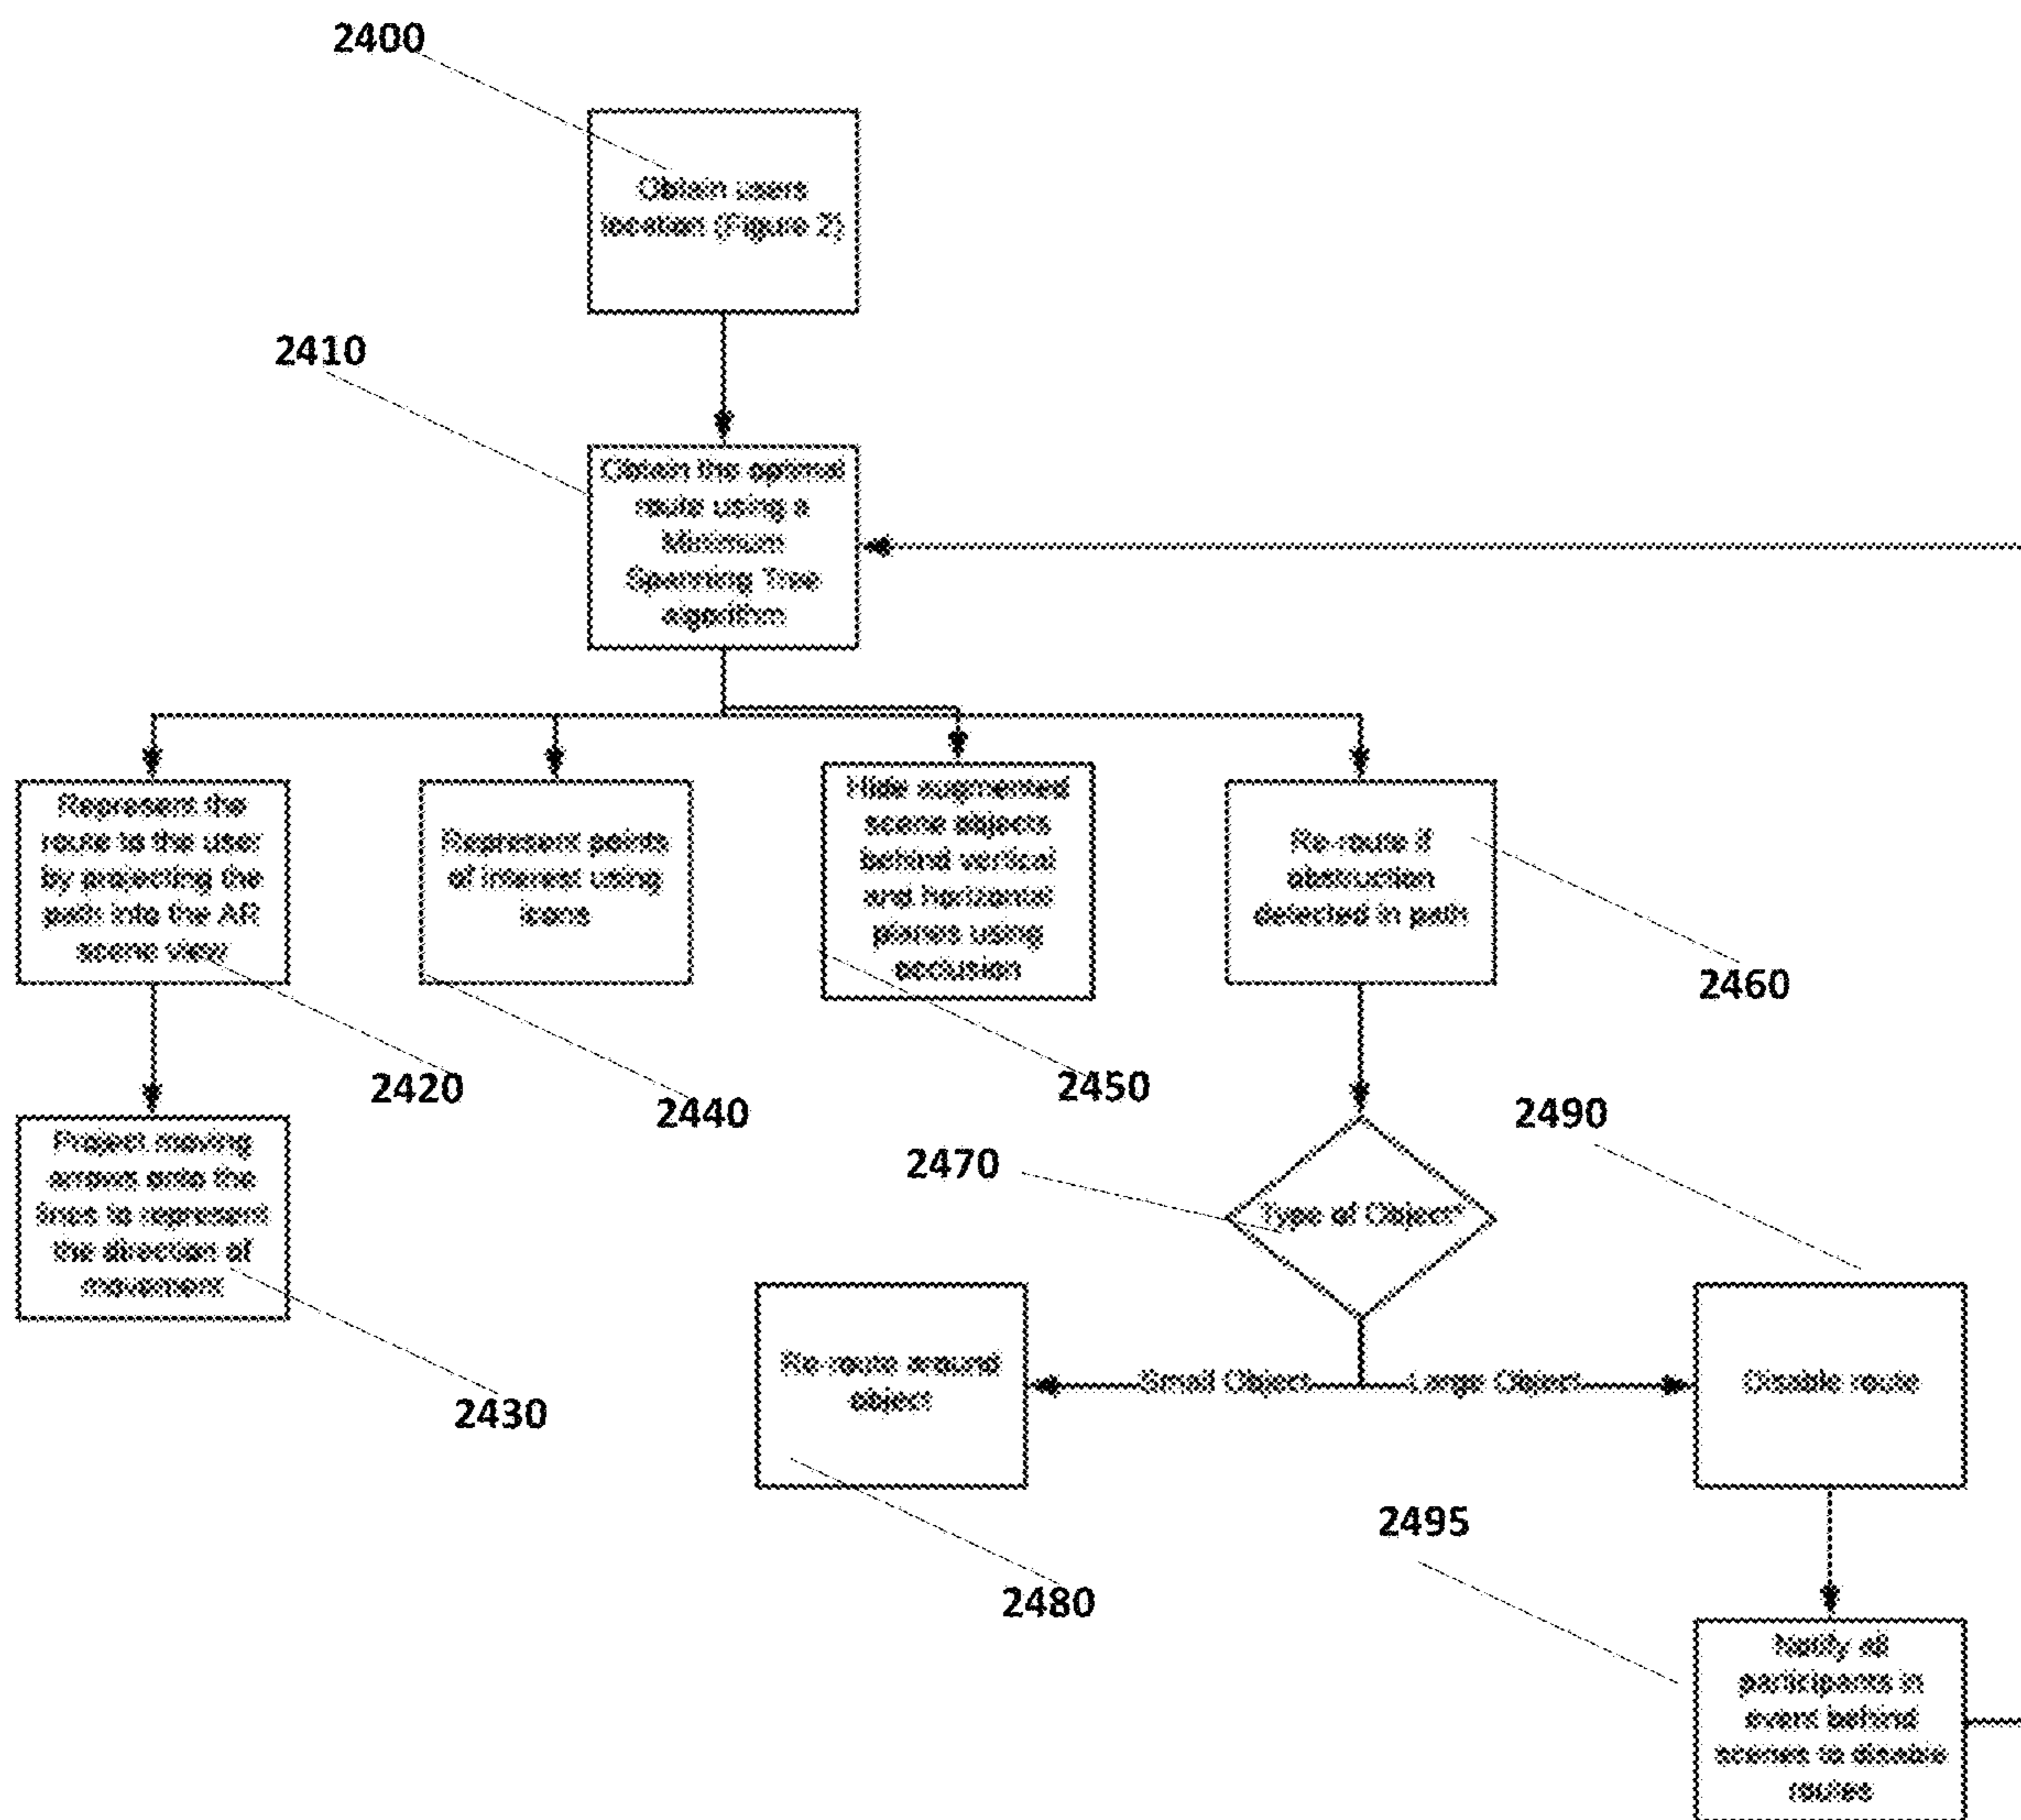 2400
Obtain users
location (Figure 2)
2410
Obtain the optimal
route using a
Minimum
Spanning Tree
algorithm
Represent the
route to the user
by projecting the
path into the AR
scene view
Represent points
of interest using
icons
Hide augmented
scene objects
behind vertical
and horizontal
planes using
occlusion
Re-route if
obstruction
detected in path
2460
2420
2440
2450
2490
2470
Project moving
arrows onto the
lines to represent
the direction of
movement
Type of Object
Re-route around
object
Small Object
Large Object
Disable route
2430
2480
2495
Notify all
participants in
event behind
scenes to disable
routes